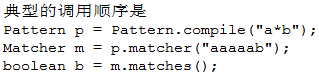 典型的调用顺序是
Pattern p = Pattern.compile("a*b");
Matcher m = p.matcher("aaaaab");
boolean b = m.matches();